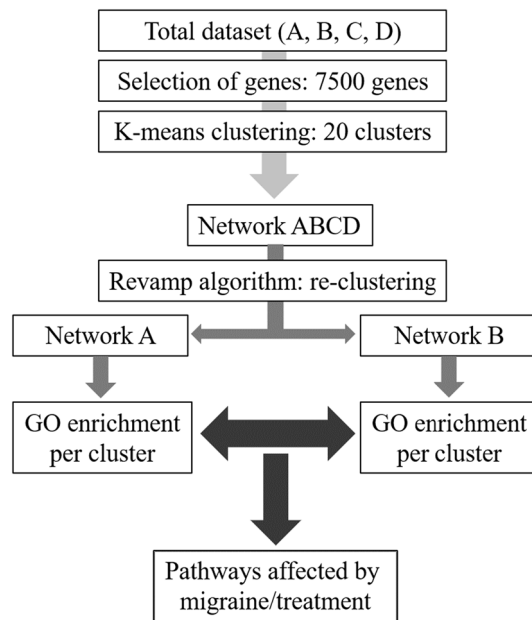 Total dataset (A, B, C, D)
Selection of genes: 7500 genes
K-means clustering: 20 clusters
Network ABCD
Revamp algorithm: re-clustering
Network A
Network B
GO enrichment
per cluster
GO enrichment
per cluster
Pathways affected by
migraine/treatment